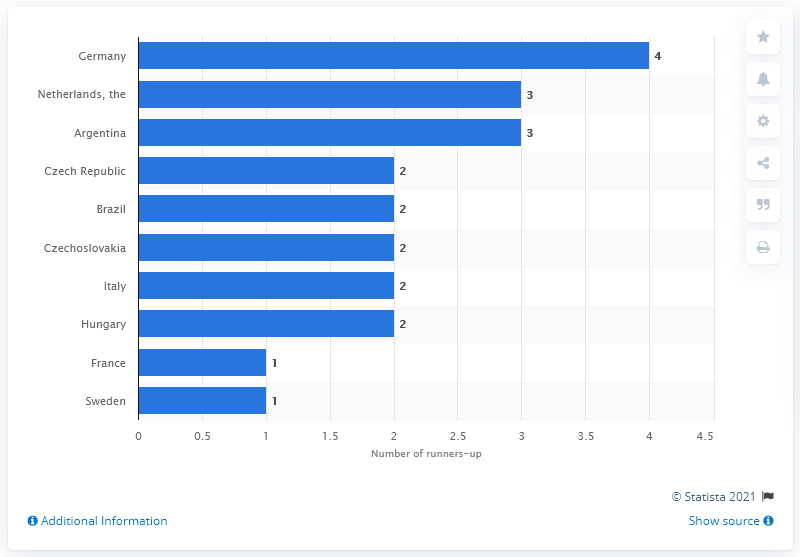 Germany 4
Netherlands, the 3
Argentina 3
Czech Republic 2
Brazil 2
Czechoslovakia 2
Italy 2
Hungary 2
France 1
Sweden 1
0 0.5 1 1.5 2 2.5 3 3.5 4 4.5
Number of runners-up
© Statista 2021
Additional Information
Show source